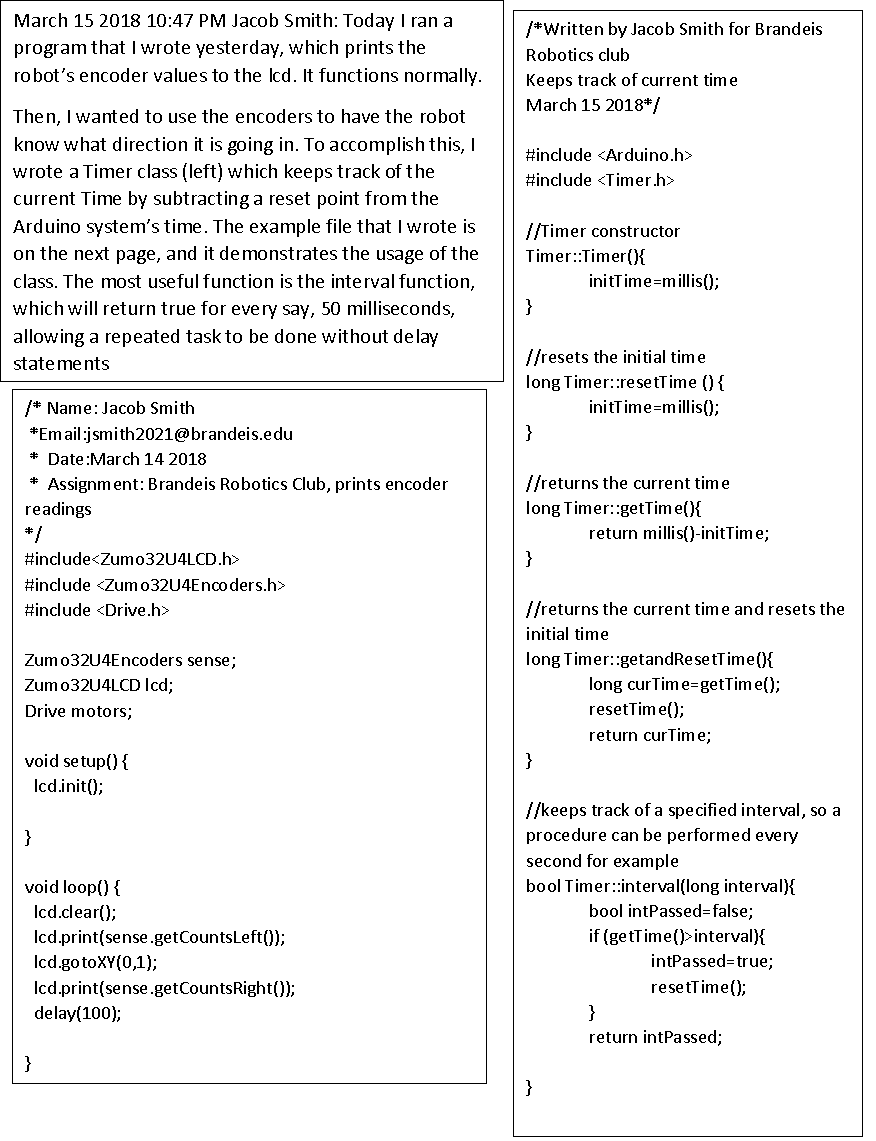 March 15 2018 10:47 PM Jacob Smith: Today I ran a
program that I wrote yesterday, which prints the
robot's encoder values to the lcd. It functions normally.
Then, I wanted to use the encoders to have the robot
know what direction it is going in. To accomplish this, I
wrote a Timer class (left) which keeps track of the
current Time by subtracting a reset point from the
Arduino system's time. The example file that I wrote is
on the next page, and it demonstrates the usage of the
class. The most useful function is the interval function,
which will return true for every say, 50 milliseconds,
allowing a repeated task to be done without delay
statements
/* Name: Jacob Smith
*Email:jsmith2021@brandeis.edu
* Date:March 14 2018
* Assignment: Brandeis Robotics Club, prints encoder
readings
*/
#include<Zumo32U4LCD.h>
#include <Zumo32U4Encoders.h>
#include <Drive.h>
Zumo32U4Encoders sense;
Zumo32U4LCD lcd;
Drive motors;
void setup() {
lcd.init();
}
void loop() {
lcd.clear();
lcd.print(sense.getCountsLeft());
lcd.gotoXY(0,1);
lcd.print(sense.getCountsRight());
delay(100);
}
/*Written by Jacob Smith for Brandeis
Robotics club
Keeps track of current time
March 15 2018*/
#include <Arduino.h>
#include <Timer.h>
//Timer constructor
Timer::Timer(){
initTime=millis();
}
//resets the initial time
long Timer::resetTime () {
initTime=millis();
}
//returns the current time
long Timer::getTime(){
return millis()-initTime;
}
//returns the current time and resets the
initial time
long Timer::getandResetTime(){
long curTime=getTime();
resetTime();
return curTime;
}
//keeps track of a specified interval, so a
procedure can be performed every
second for example
bool Timer::interval(long interval){
bool intPassed=false;
if (getTime()>interval){
intPassed=true;
resetTime();
}
return intPassed;
}